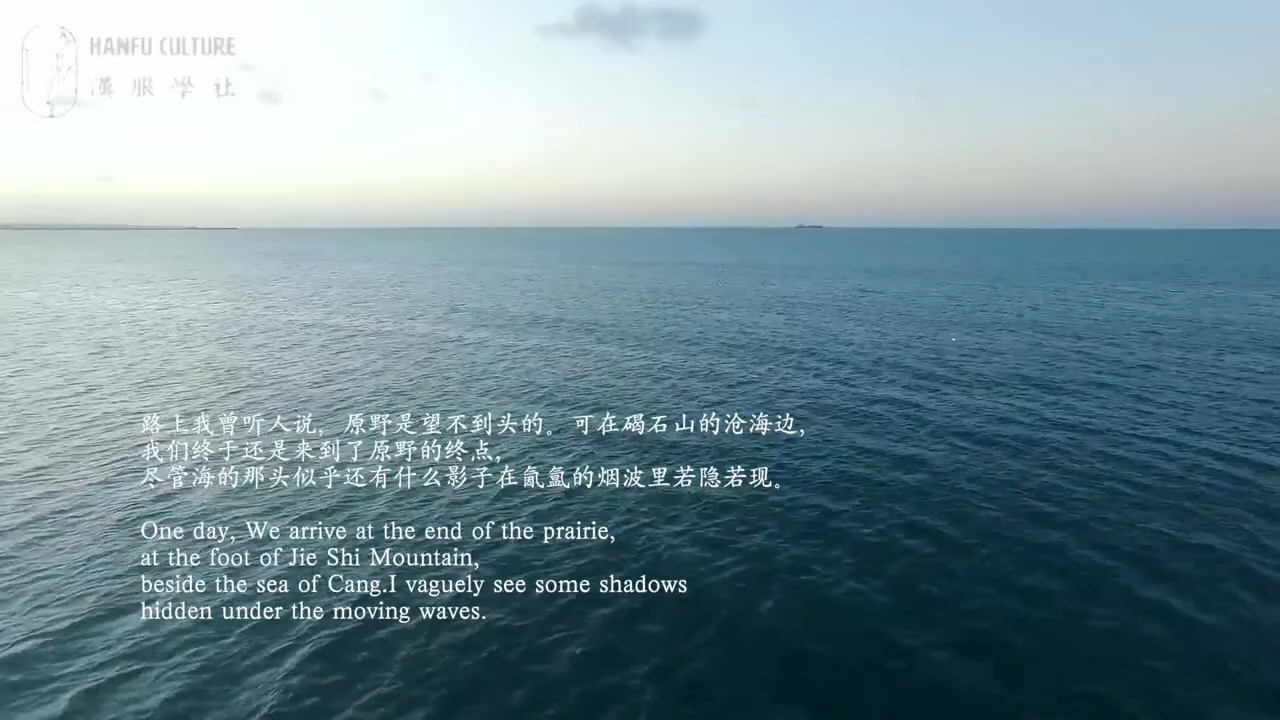 HANFU CULTURE
漢服學社
路上我曾听人说，原野是望不到头的。可在碣石山的沧海边，
我们终于还是来到了原野的终点，
尽管海的那头似乎还有什么影子在氤氲的烟波里若隐若现。
One day, We arrive at the end of the prairie,
at the foot of Jie Shi Mountain,
beside the sea of Cang.I vaguely see some shadows
hidden under the moving waves.